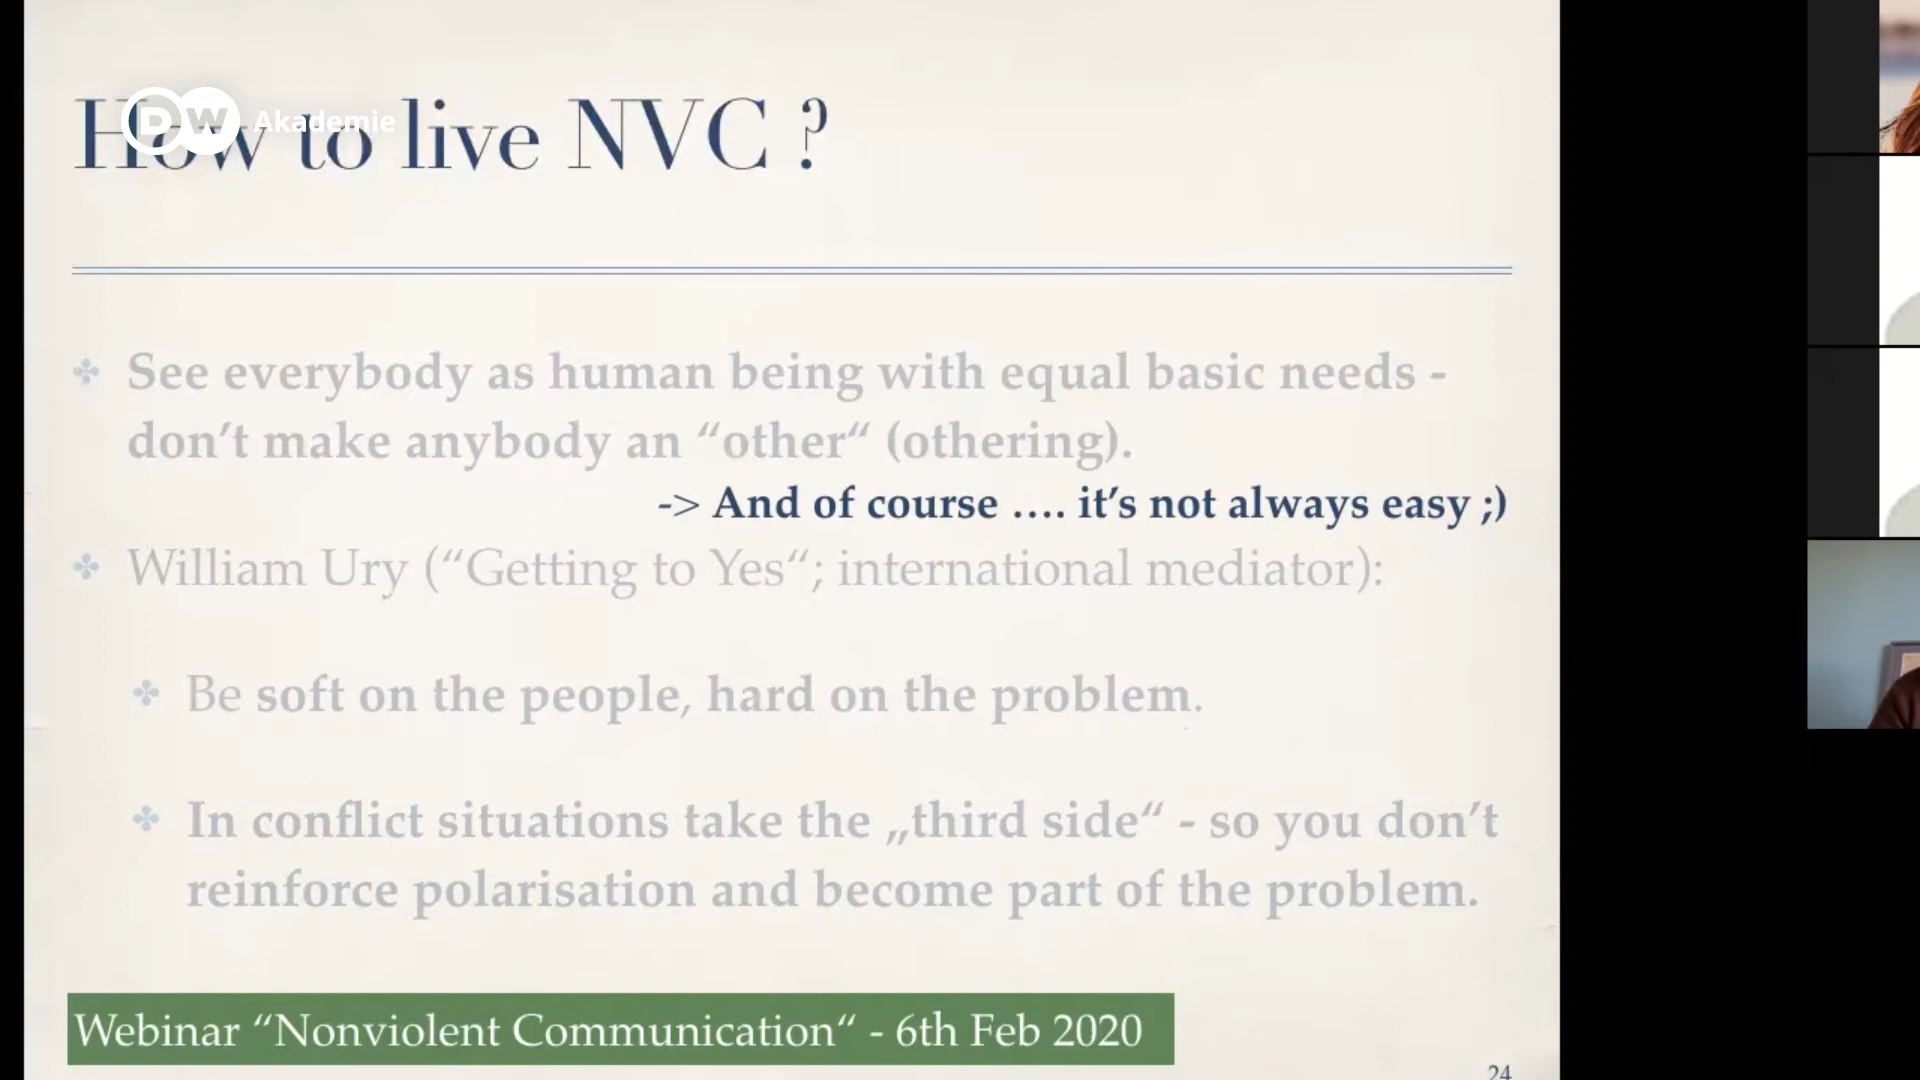 How to live NVC ?
DW Akademie
See everybody as human being with equal basic needs -
don’t make anybody an “other“ (othering).
-> And of course .... it’s not always easy ;)
William Ury (“Getting to Yes“; international mediator):
Be soft on the people, hard on the problem.
In conflict situations take the „third side“ - so you don’t
reinforce polarisation and become part of the problem.
Webinar “Nonviolent Communication“ - 6th Feb 2020
24